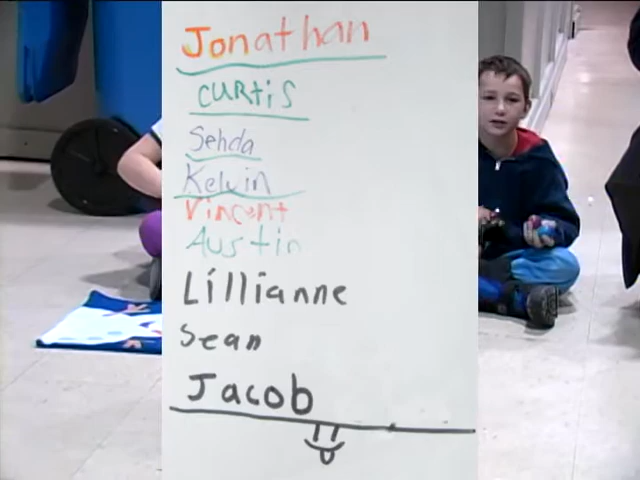 Jonathan
CURTiS
Sehda
Kelvin
Vincent
Austin
Lillianne
Sean
Jacob